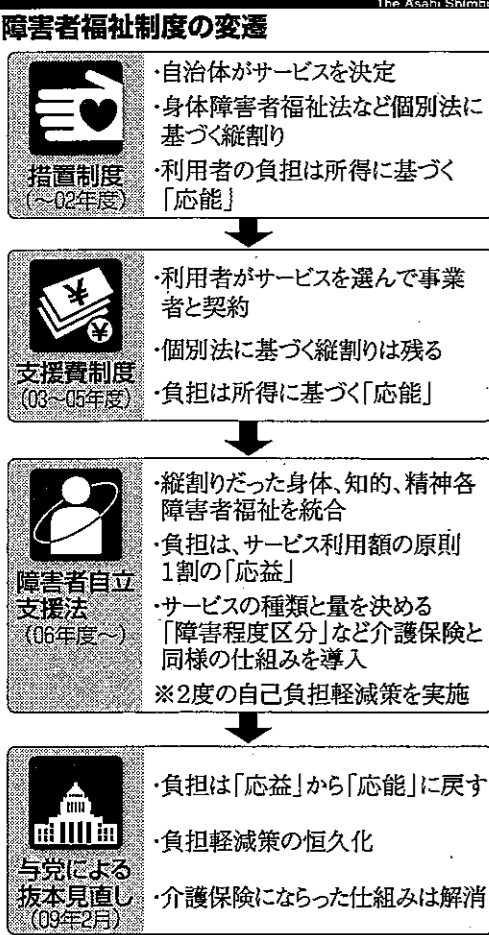 The Asahi Shimbun
障害者福祉制度の変遷
措置制度
(〜02年度)
・自治体がサービスを決定
・身体障害者福祉法など個別法に
基づく縦割り
・利用者の負担は所得に基づく
「応能」
支援費制度
(03〜05年度)
・利用者がサービスを選んで事業
者と契約
・個別法に基づく縦割りは残る
・負担は所得に基づく「応能」
障害者自立
支援法
(06年度〜)
・縦割りだった身体、知的、精神各
障害者福祉を統合
・負担は、サービス利用額の原則
1割の「応益」
・サービスの種類と量を決める
「障害程度区分」など介護保険と
同様の仕組みを導入
※2度の自己負担軽減策を実施
与党による
抜本見直し
(09年2月)
・負担は「応益」から「応能」に戻す
・負担軽減策の恒久化
・介護保険にならった仕組みは解消